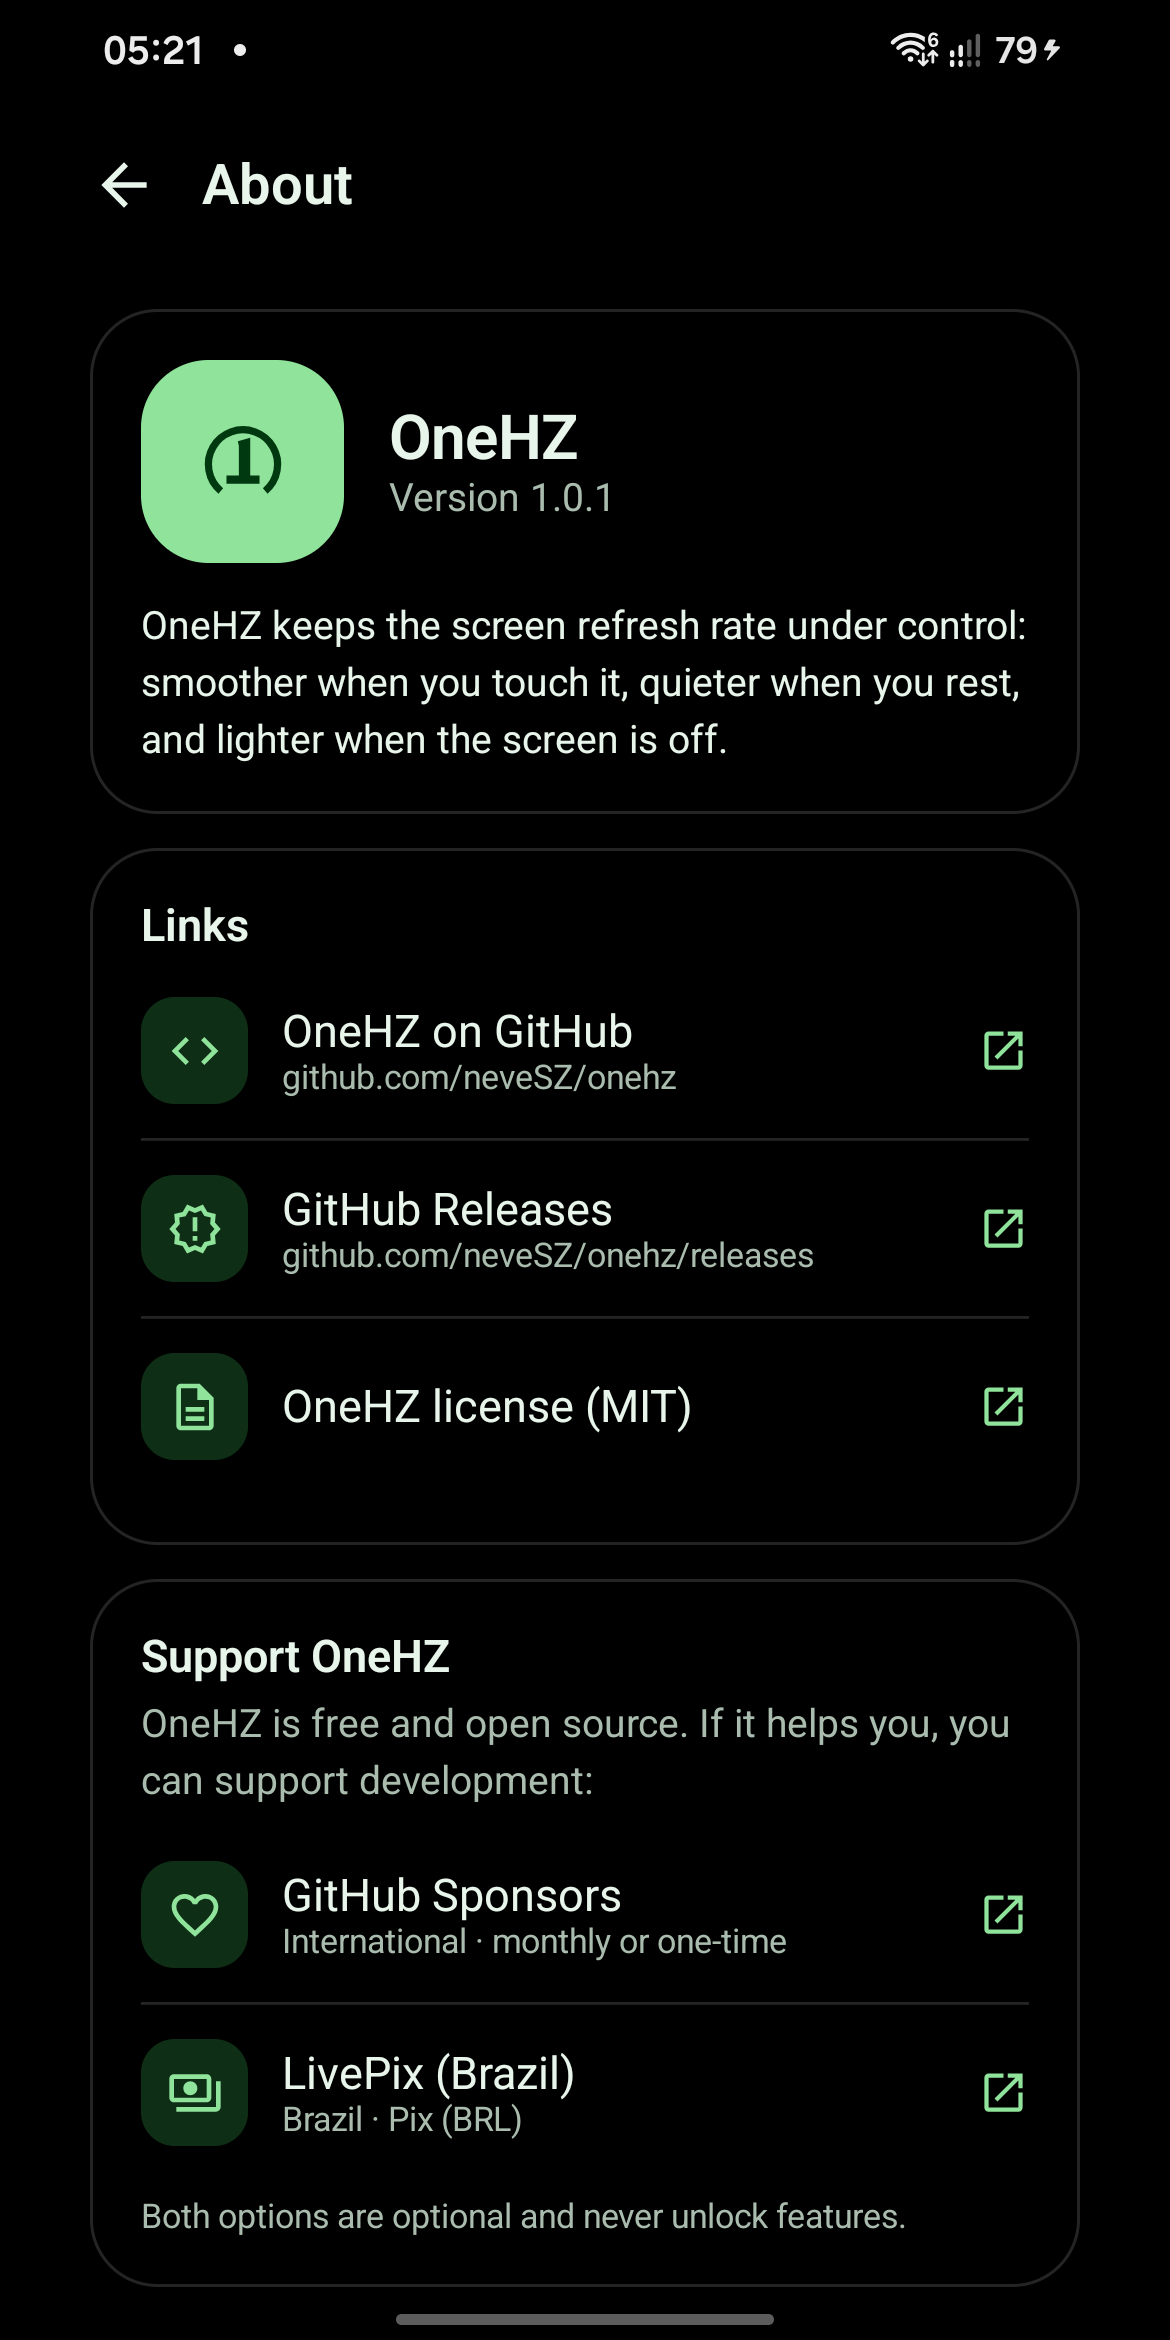 05:21
6
79
About
1
OneHZ
Version 1.0.1
OneHZ keeps the screen refresh rate under control:
smoother when you touch it, quieter when you rest,
and lighter when the screen is off.
Links
OneHZ on GitHub
github.com/neveSZ/onehz
GitHub Releases
github.com/neveSZ/onehz/releases
OneHZ license (MIT)
Support OneHZ
OneHZ is free and open source. If it helps you, you
can support development:
GitHub Sponsors
International · monthly or one-time
LivePix (Brazil)
Brazil · Pix (BRL)
Both options are optional and never unlock features.